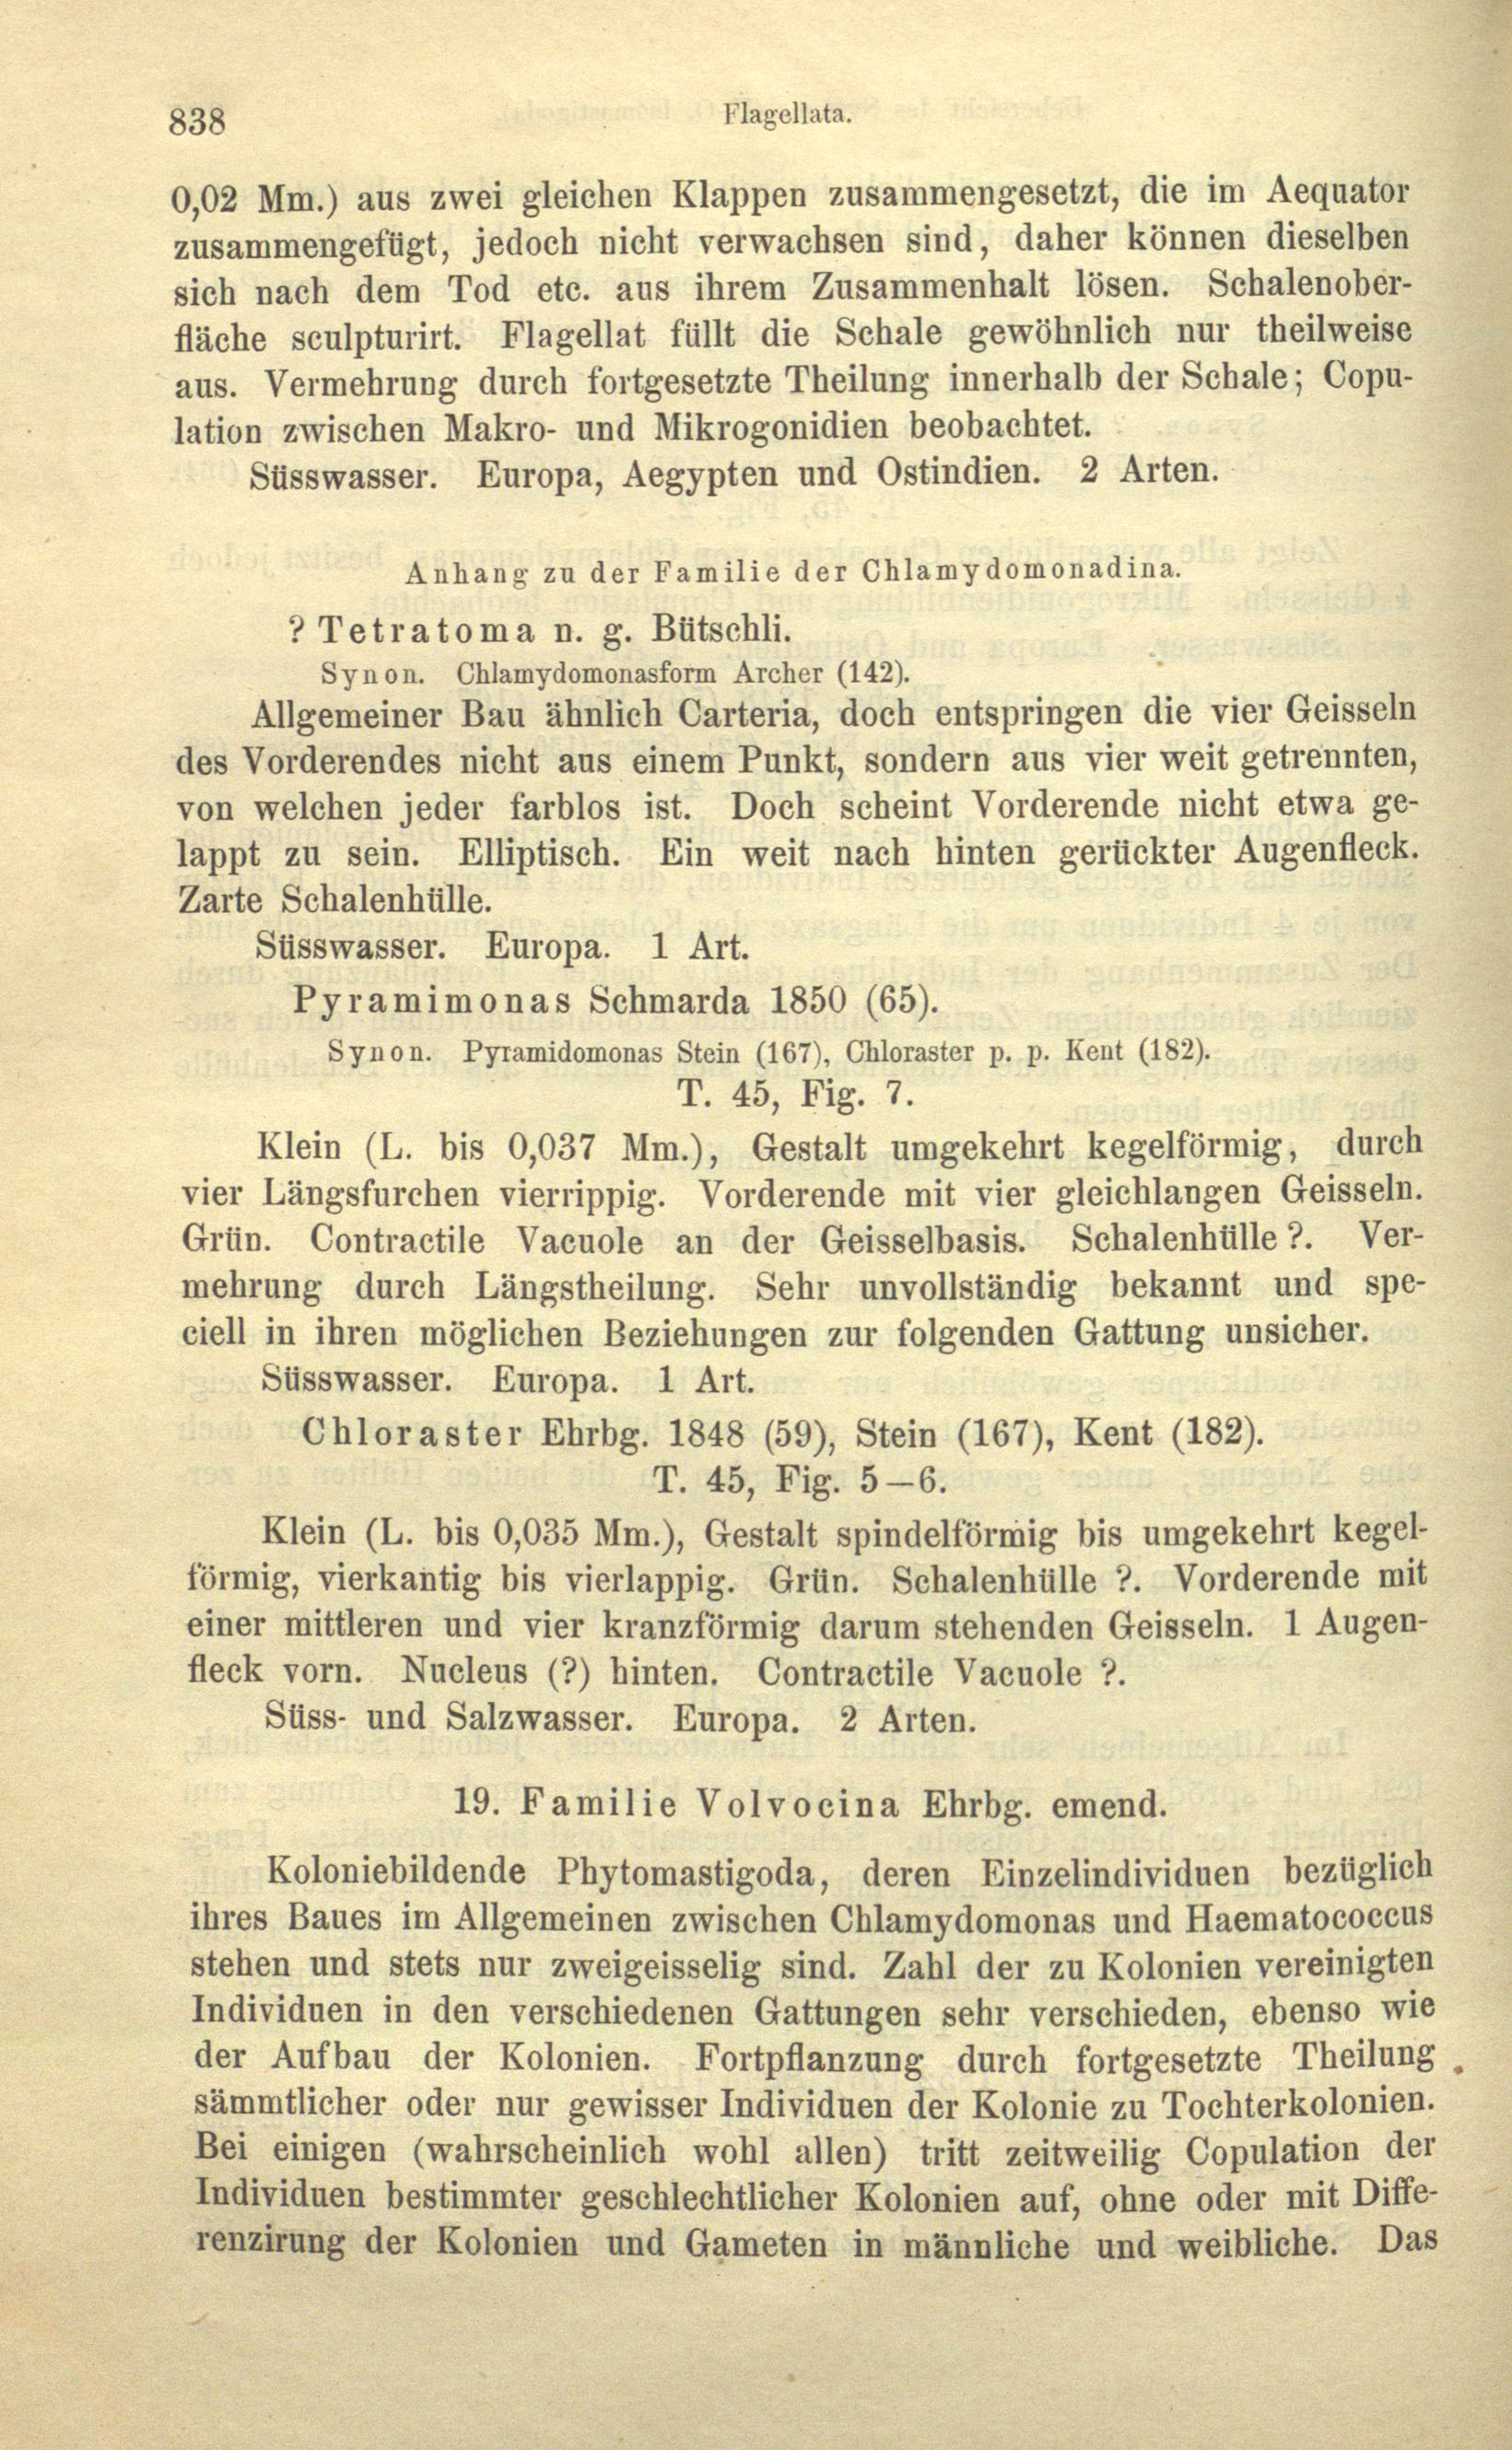 838
Flagellata.
0,02 Mm.) aus zwei gleichen Klappen zusammengesetzt, die im Aequator
zusammengefügt, jedoch nicht verwachsen sind, daher können dieselben
sich nach dem Tod etc. aus ihrem Zusammenhalt lösen. Schalenober-
fläche sculpturirt. Flagellat füllt die Schale gewöhnlich nur theilweise
aus. Vermehrung durch fortgesetzte Theilung innerhalb der Schale; Copu-
lation zwischen Makro- und Mikrogonidien beobachtet.
Süsswasser. Europa, Aegypten und Ostindien. 2 Arten.
Anhang zu der Familie der Chlamydomonadina.
? Tetratoma n. g. Bütschli.
Synon. Chlamydomonasform Archer (142).
Allgemeiner Bau ähnlich Carteria, doch entspringen die vier Geisseln
des Vorderendes nicht aus einem Punkt, sondern aus vier weit getrennten,
von welchen jeder farblos ist. Doch scheint Vorderende nicht etwa ge-
lappt zu sein. Elliptisch. Ein weit nach hinten gerückter Augenfleck.
Zarte Schalenhülle.
Süsswasser. Europa. 1 Art.
Pyramimonas Schmarda 1850 (65).
Synon. Pyramidomonas Stein (167), Chloraster p. p. Kent (182).
T. 45, Fig. 7.
Klein (L. bis 0,037 Mm.), Gestalt umgekehrt kegelförmig, durch
vier Längsfurchen vierrippig. Vorderende mit vier gleichlangen Geisseln.
Grün. Contractile Vacuole an der Geisselbasis. Schalenhülle ?. Ver-
mehrung durch Längstheilung. Sehr unvollständig bekannt und spe-
ciell in ihren möglichen Beziehungen zur folgenden Gattung unsicher.
Süsswasser. Europa. 1 Art.
Chloraster Ehrbg. 1848 (59), Stein (167), Kent (182).
T. 45, Fig. 5—6.
Klein (L. bis 0,035 Mm.), Gestalt spindelförmig bis umgekehrt kegel-
förmig, vierkantig bis vierlappig. Grün. Schalenhülle ?. Vorderende mit
einer mittleren und vier kranzförmig darum stehenden Geisseln. 1 Augen-
fleck vorn. Nucleus (?) hinten. Contractile Vacuole ?.
Süss- und Salzwasser. Europa. 2 Arten.
19. Familie Volvocina Ehrbg. emend.
Koloniebildende Phytomastigoda, deren Einzelindividuen bezüglich
ihres Baues im Allgemeinen zwischen Chlamydomonas und Haematococcus
stehen und stets nur zweigeisselig sind. Zahl der zu Kolonien vereinigten
Individuen in den verschiedenen Gattungen sehr verschieden, ebenso wie
der Aufbau der Kolonien. Fortpflanzung durch fortgesetzte Theilung
sämmtlicher oder nur gewisser Individuen der Kolonie zu Tochterkolonien.
Bei einigen (wahrscheinlich wohl allen) tritt zeitweilig Copulation der
Individuen bestimmter geschlechtlicher Kolonien auf, ohne oder mit Diffe-
renzirung der Kolonien und Gameten in männliche und weibliche. Das